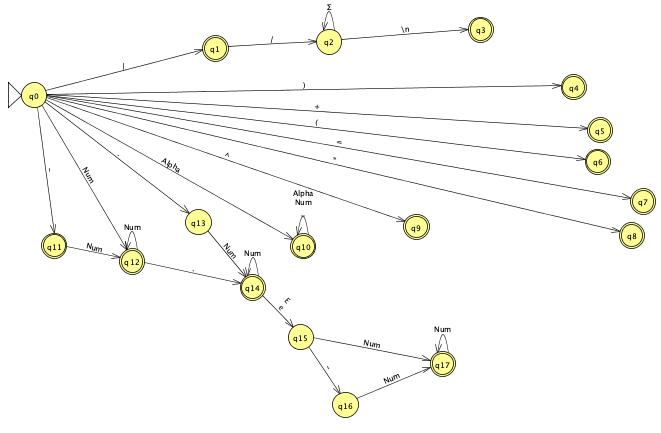 Σ
q3
\n
/
q1
q2
/
)
q4
q0
+
q5
(
q6
=
q7
*
q8
^
q9
Alpha
Alpha
Num
_
q10
.
q13
Num
-
q11
Num
Num
q12
.
Num
Num
q14
E
e
q15
Num
Num
q17
-
q16
Num